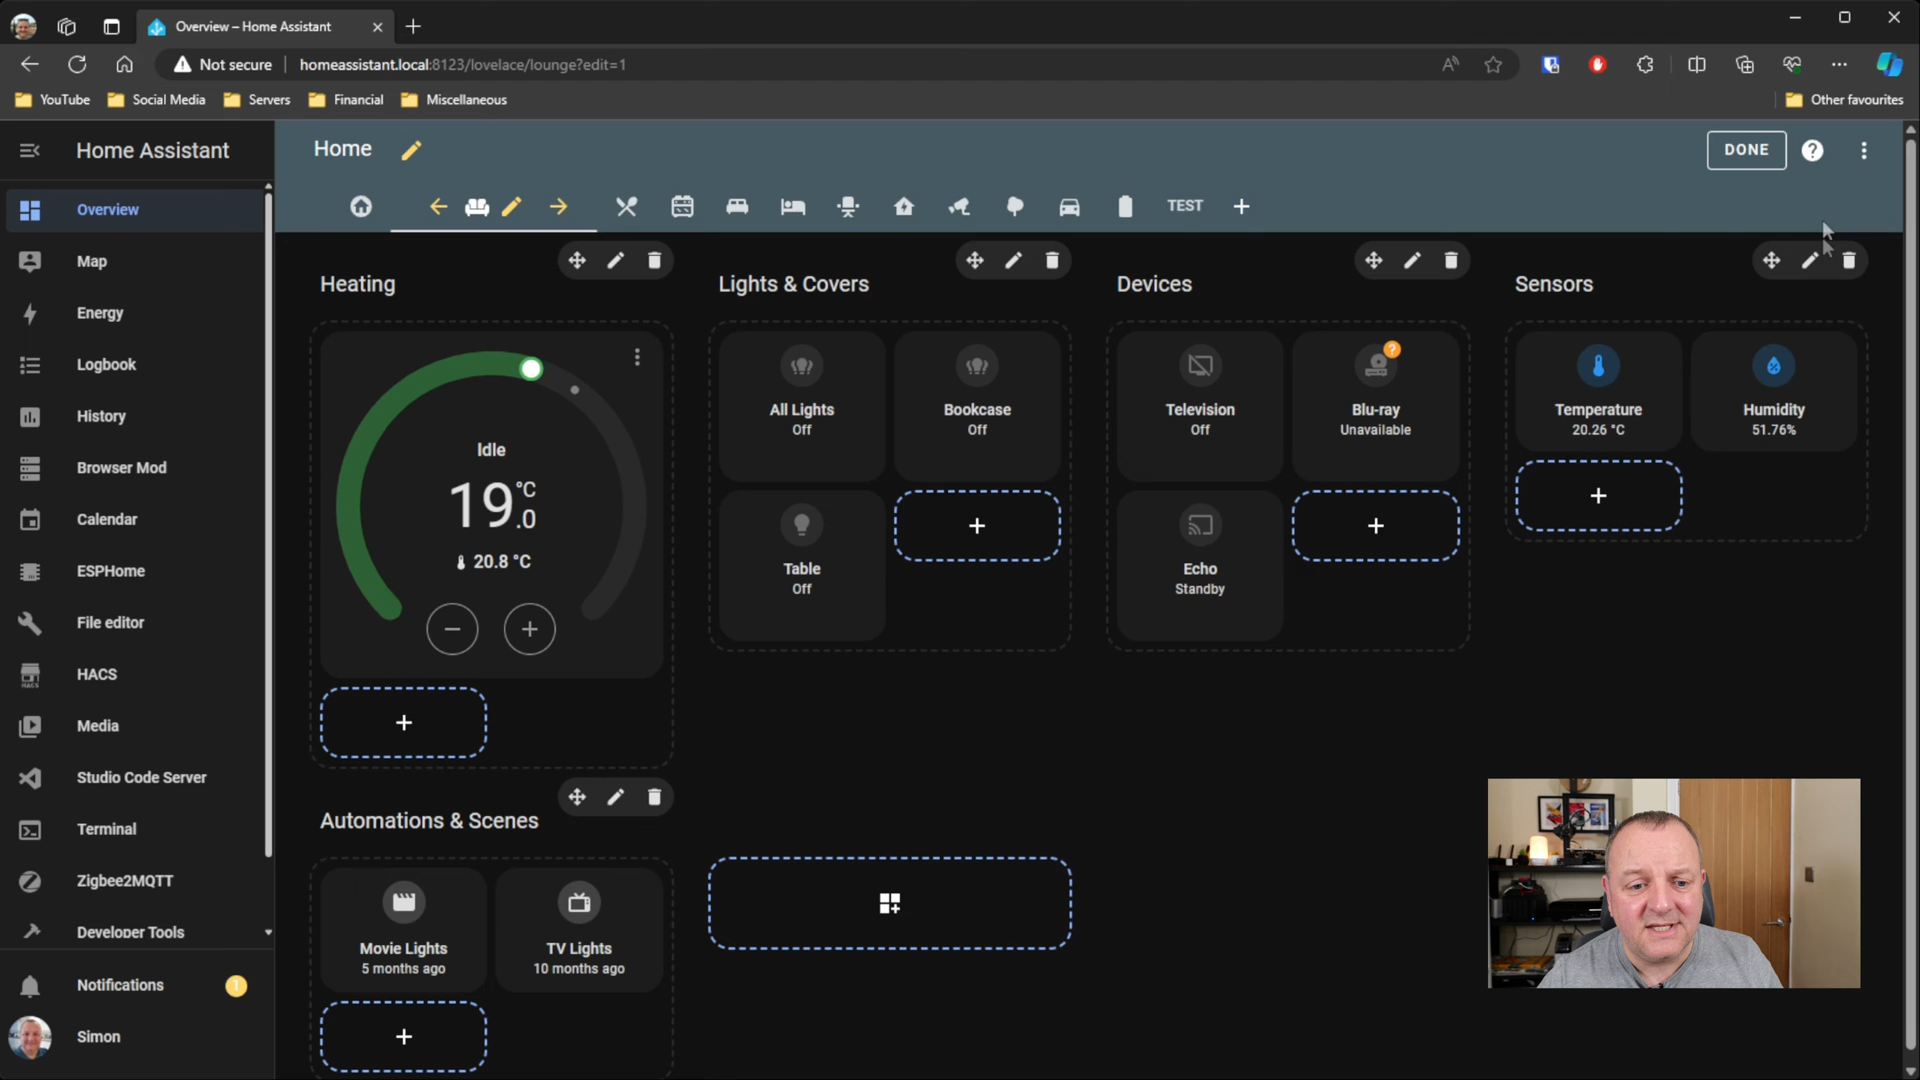 Overview – Home Assistant
Not secure
homeassistant.local:8123/lovelace/lounge?edit=1
YouTube
Social Media
Servers
Financial
Miscellaneous
Other favourites
Home Assistant
Home
DONE
TEST
Overview
Map
Energy
Logbook
History
Browser Mod
Calendar
ESPHome
File editor
HACS
HACS
Media
Studio Code Server
Terminal
Zigbee2MQTT
Developer Tools
Notifications
1
Simon
Heating
Idle
19.0 °C
20.8 °C
Lights & Covers
All Lights
Off
Bookcase
Off
Table
Off
Devices
Television
Off
?
Blu-ray
Unavailable
Echo
Standby
Sensors
Temperature
20.26 °C
Humidity
51.76%
Automations & Scenes
Movie Lights
5 months ago
TV Lights
10 months ago